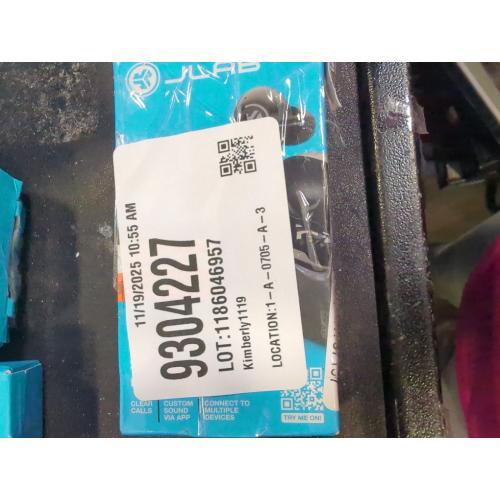 JLAB
11/19/2025 10:55 AM
9304227
LOT:1186046957
Kimberly1119
LOCATION:1-A-0705-A-3
CLEAR
CALLS
CUSTOM
SOUND
VIA APP
CONNECT TO
MULTIPLE
DEVICES
TRY ME ON!